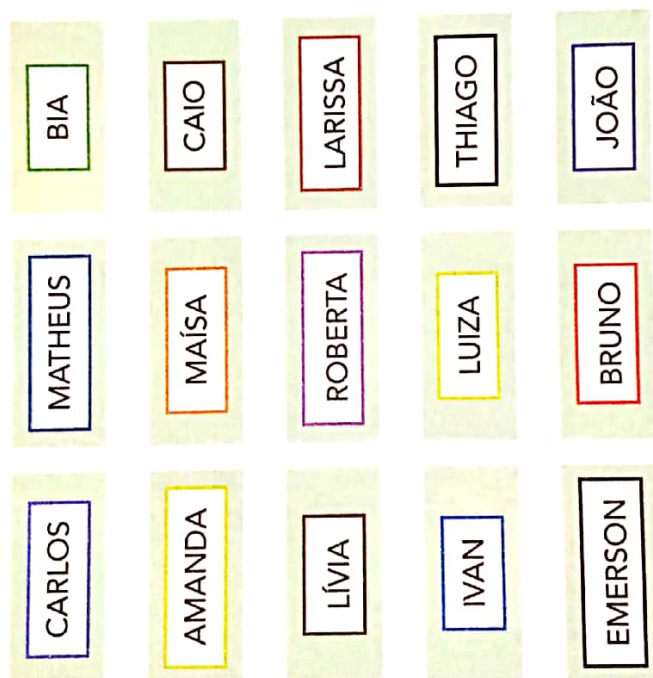 CARLOS
MATHEUS
BIA
AMANDA
MAÍSA
CAIO
LÍVIA
ROBERTA
LARISSA
IVAN
LUIZA
THIAGO
EMERSON
BRUNO
JOÃO